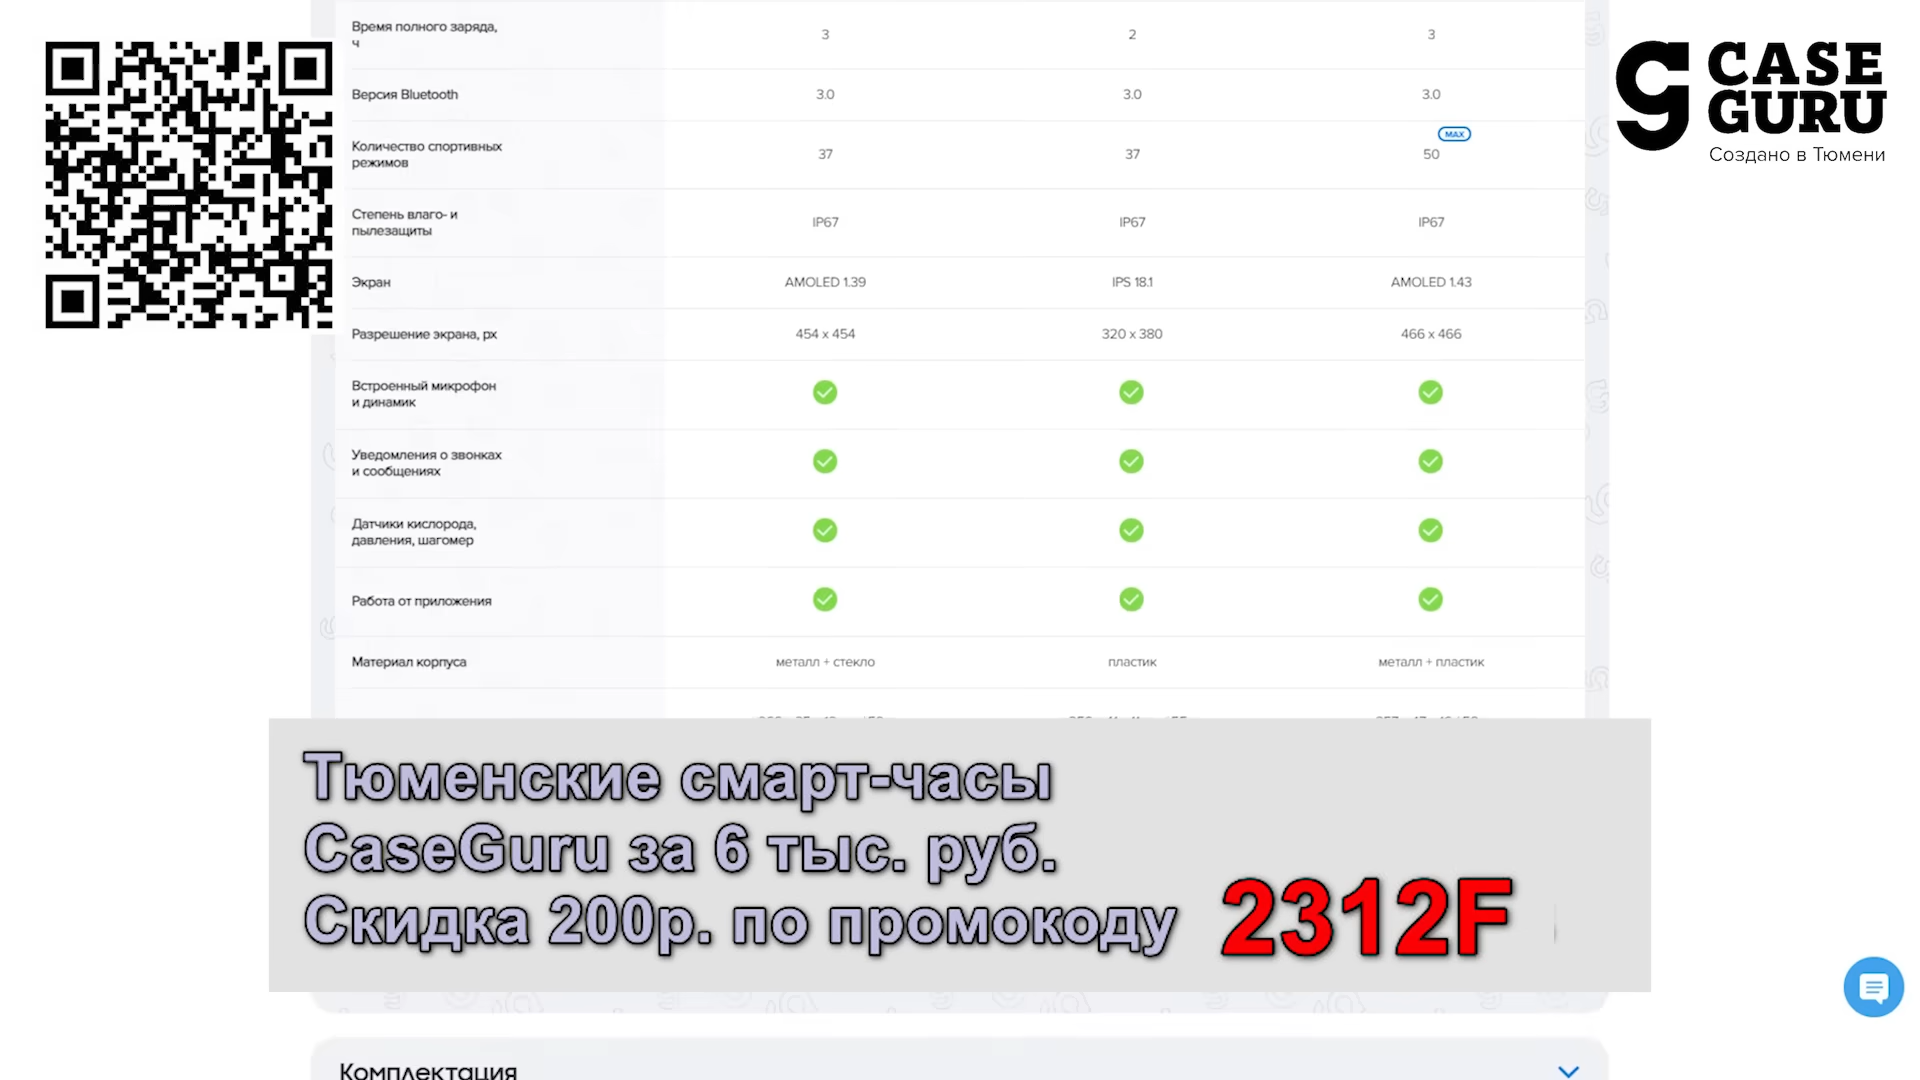 Время полного заряда,
ч
3
2
3
Версия Bluetooth
3.0
3.0
3.0
MAX
Количество спортивных
режимов
37
37
50
Степень влаго- и
пылезащиты
IP67
IP67
IP67
Экран
AMOLED 1.39
IPS 18.1
AMOLED 1.43
Разрешение экрана, px
454 x 454
320 x 380
466 x 466
Встроенный микрофон
и динамик
Уведомления о звонках
и сообщениях
Датчики кислорода,
давления, шагомер
Работа от приложения
Материал корпуса
металл + стекло
пластик
металл + пластик
CASE
GURU
Создано в Тюмени
Тюменские смарт-часы
CaseGuru за 6 тыс. руб.
Скидка 200р. по промокоду 2312F
Комплектация